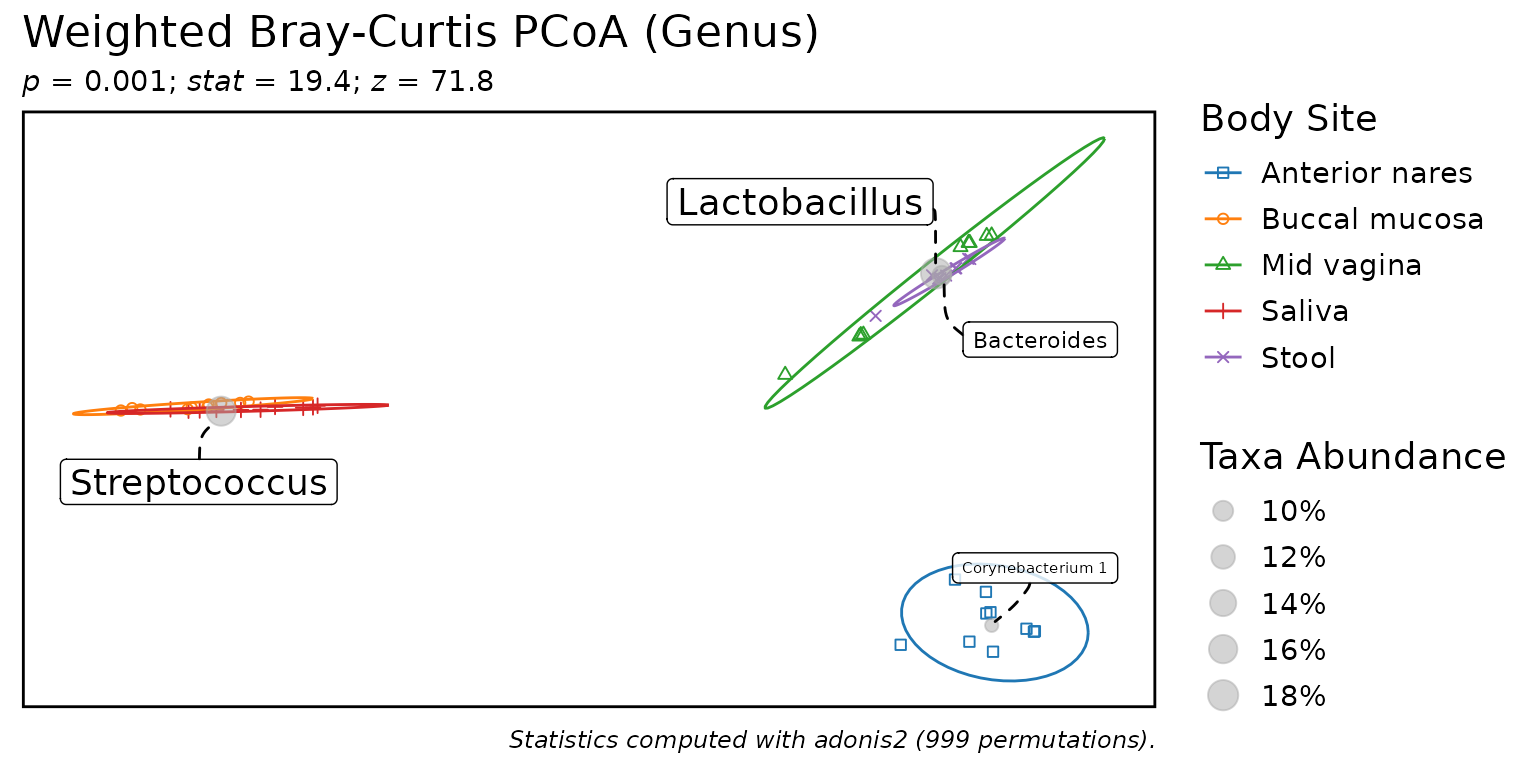 Weighted Bray-Curtis PCoA (Genus)
p = 0.001; stat = 19.4; z = 71.8
Lactobacillus
Bacteroides
Streptococcus
Corynebacterium 1
Body Site
Anterior nares
Buccal mucosa
Mid vagina
Saliva
Stool
Taxa Abundance
10%
12%
14%
16%
18%
Statistics computed with adonis2 (999 permutations).